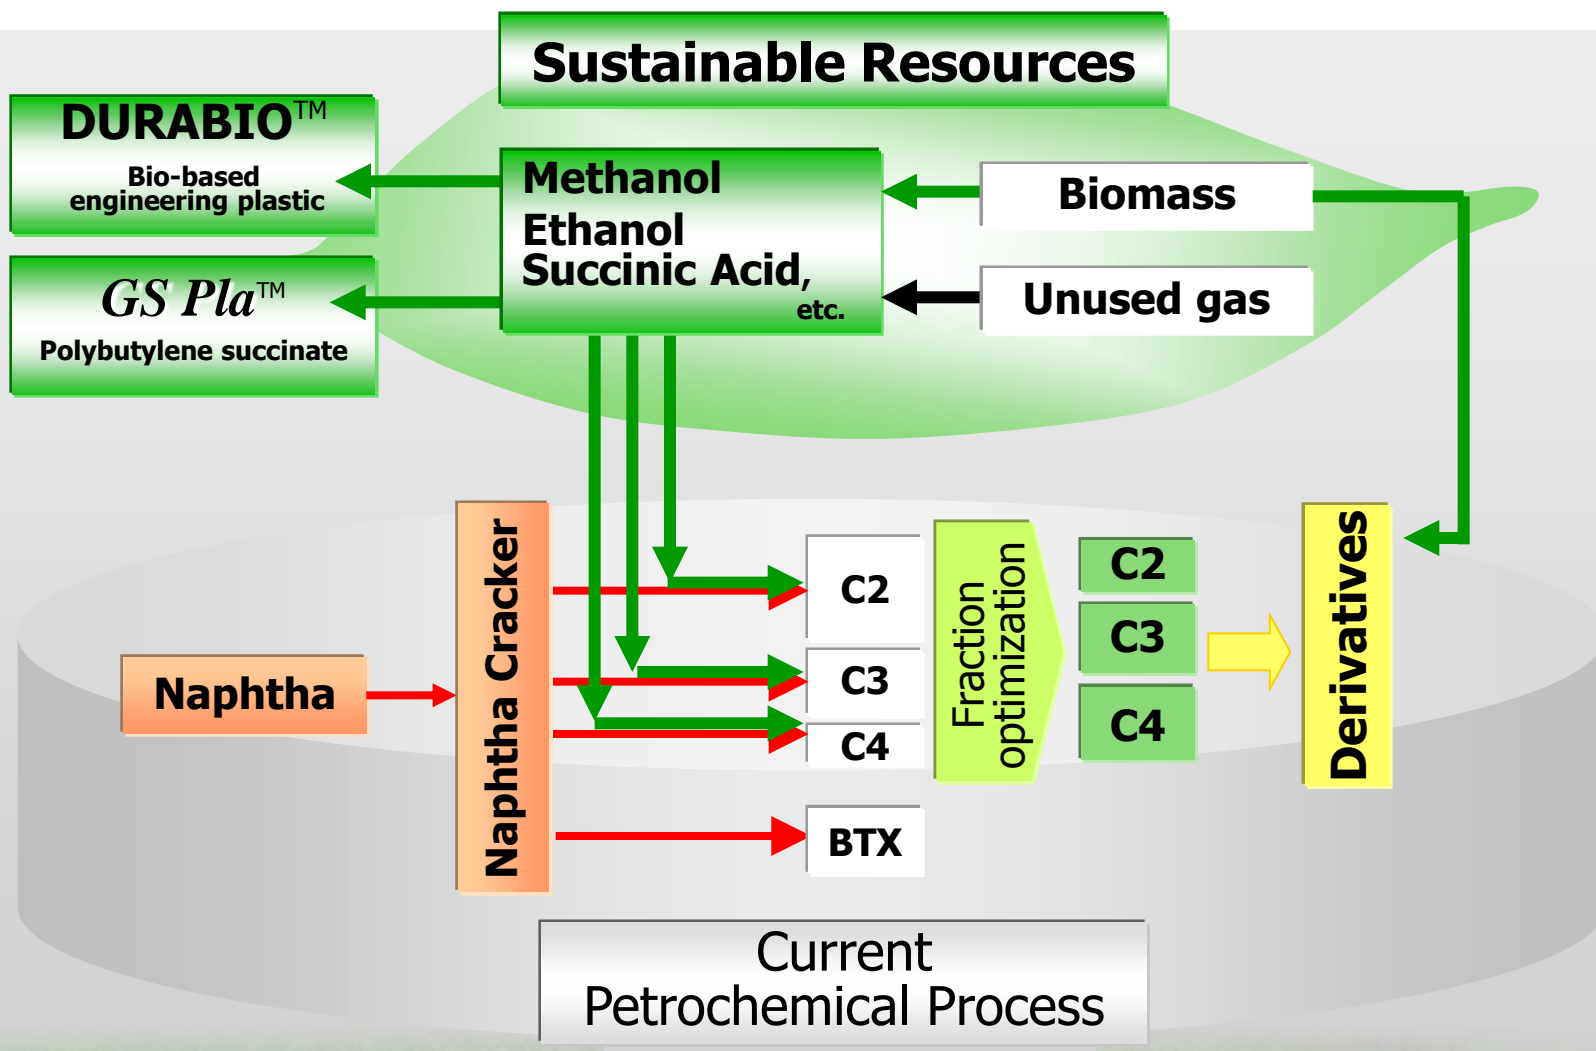 Sustainable Resources
DURABIO™
Bio-based
engineering plastic
GS Pla™
Polybutylene succinate
Methanol
Ethanol
Succinic Acid,
etc.
Biomass
Unused gas
Naphtha
Naphtha Cracker
C2
C3
C4
BTX
Fraction
optimization
C2
C3
C4
Derivatives
Current
Petrochemical Process